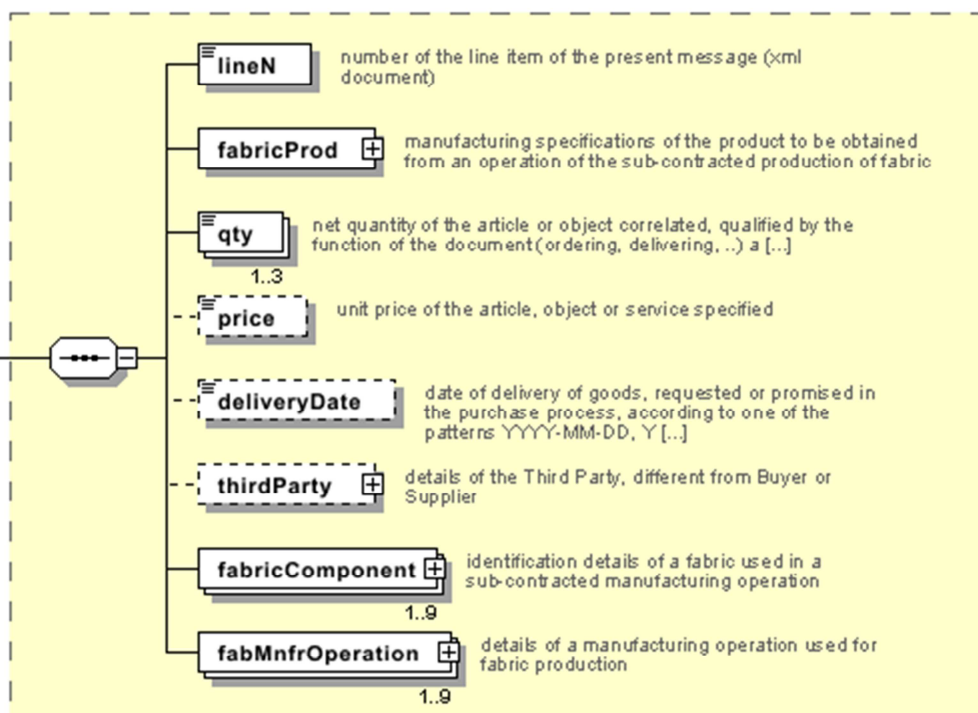 lineN
number of the line item of the present message (xml
document)
fabricProd
manufacturing specifications of the product to be obtained
from an operation of the sub-contracted production of fabric
qty
net quantity of the article or object correlated, qualified by the
function of the document (ordering, delivering, ..) a [...]
1..3
price
unit price of the article, object or service specified
deliveryDate
date of delivery of goods, requested or promised in
the purchase process, according to one of the
patterns YYYY-MM-DD, Y [...]
thirdParty
details of the Third Party, different from Buyer or
Supplier
fabricComponent
identification details of a fabric used in a
sub-contracted manufacturing operation
1..9
fabMnfrOperation
details of a manufacturing operation used for
fabric production
1..9